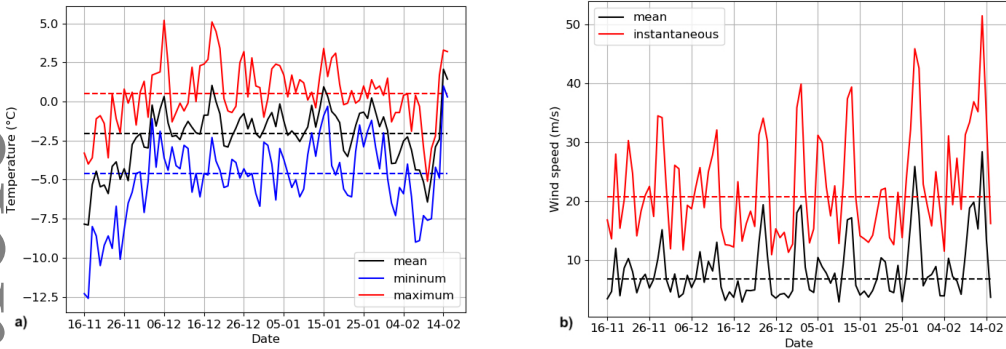 5.0
2.5
0.0
−2.5
−5.0
−7.5
−10.0
−12.5
Temperature (°C)
mean
mininum
maximum
16-11 26-11 06-12 16-12 26-12 05-01 15-01 25-01 04-02 14-02
Date
a)
50
40
30
20
10
Wind speed (m/s)
mean
instantaneous
16-11 26-11 06-12 16-12 26-12 05-01 15-01 25-01 04-02 14-02
Date
b)